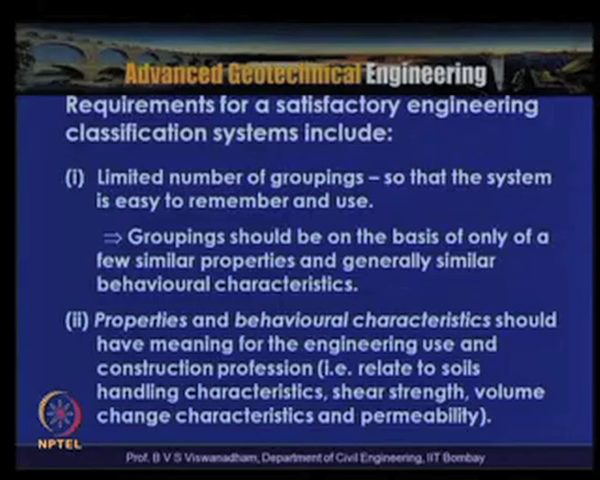 Advanced Geotechnical Engineering
Requirements for a satisfactory engineering
classification systems include:
(i) Limited number of groupings – so that the system
is easy to remember and use.
⇒ Groupings should be on the basis of only of a
few similar properties and generally similar
behavioural characteristics.
(ii) Properties and behavioural characteristics should
have meaning for the engineering use and
construction profession (i.e. relate to soils
handling characteristics, shear strength, volume
change characteristics and permeability).
NPTEL
Prof. B V S Viswanadham, Department of Civil Engineering, IIT Bombay